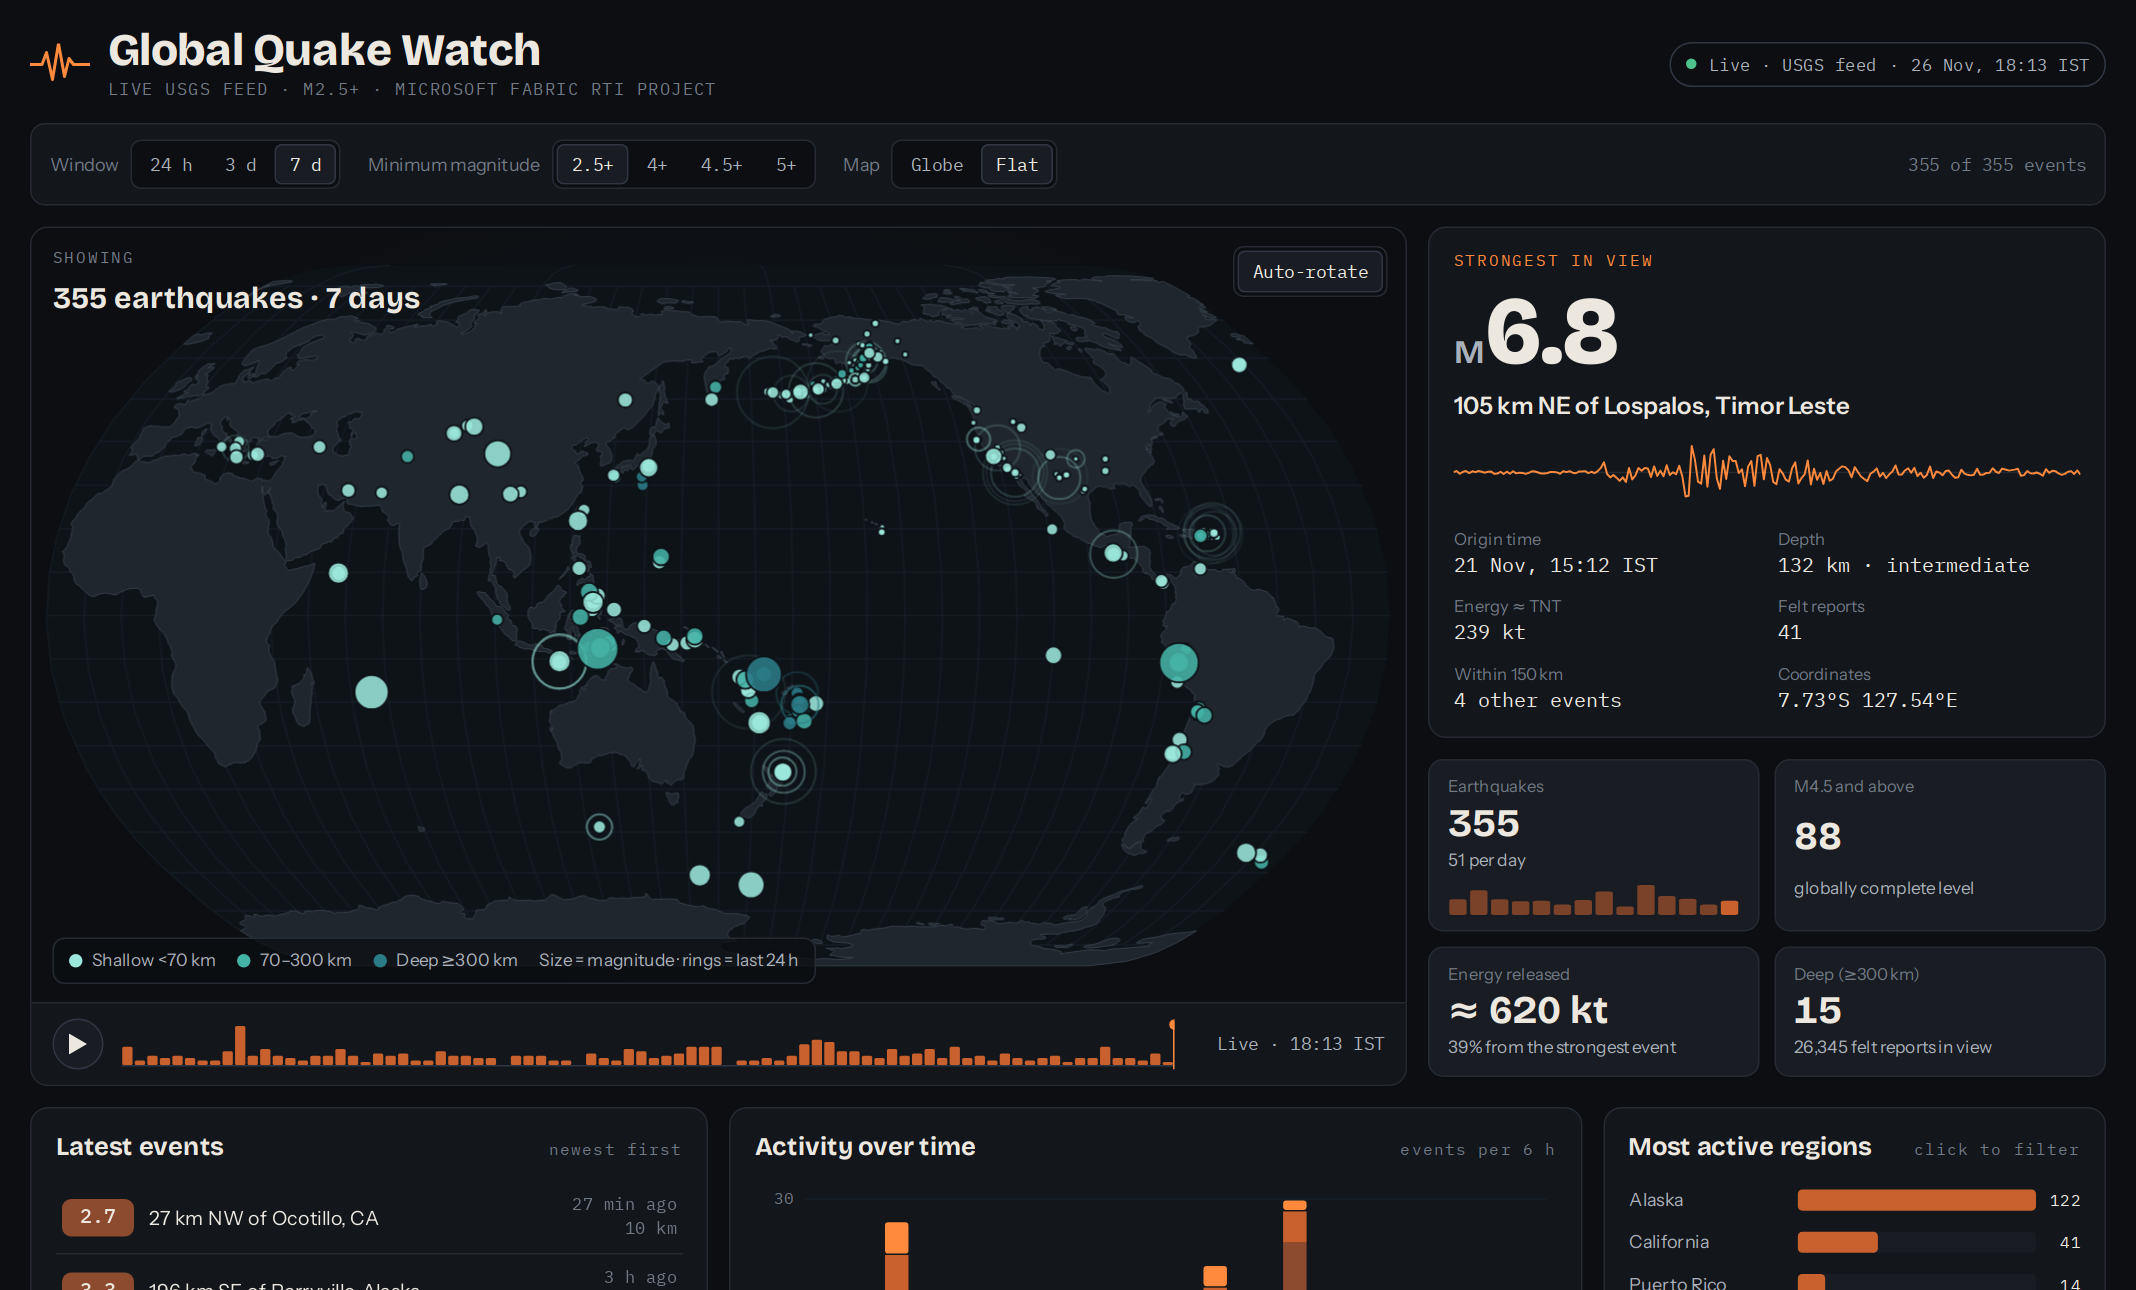 Global Quake Watch
LIVE USGS FEED · M2.5+ · MICROSOFT FABRIC RTI PROJECT
Live · USGS feed · 26 Nov, 18:13 IST
Window 24 h 3 d 7 d Minimum magnitude 2.5+ 4+ 4.5+ 5+ Map Globe Flat 355 of 355 events
SHOWING
355 earthquakes · 7 days
Auto-rotate
Shallow <70 km 70–300 km Deep ≥300 km Size = magnitude · rings = last 24 h
Live · 18:13 IST
STRONGEST IN VIEW
M6.8
105 km NE of Lospalos, Timor Leste
Origin time Depth
21 Nov, 15:12 IST 132 km · intermediate
Energy ≈ TNT Felt reports
239 kt 41
Within 150 km Coordinates
4 other events 7.73°S 127.54°E
Earthquakes
355
51 per day
M4.5 and above
88
globally complete level
Energy released
≈ 620 kt
39% from the strongest event
Deep (≥300 km)
15
26,345 felt reports in view
Latest events newest first
2.7 27 km NW of Ocotillo, CA 27 min ago
10 km
3.3 196 km SE of Perryville, Alaska 3 h ago
Activity over time events per 6 h
30
Most active regions click to filter
Alaska 122
California 41
Puerto Rico 14